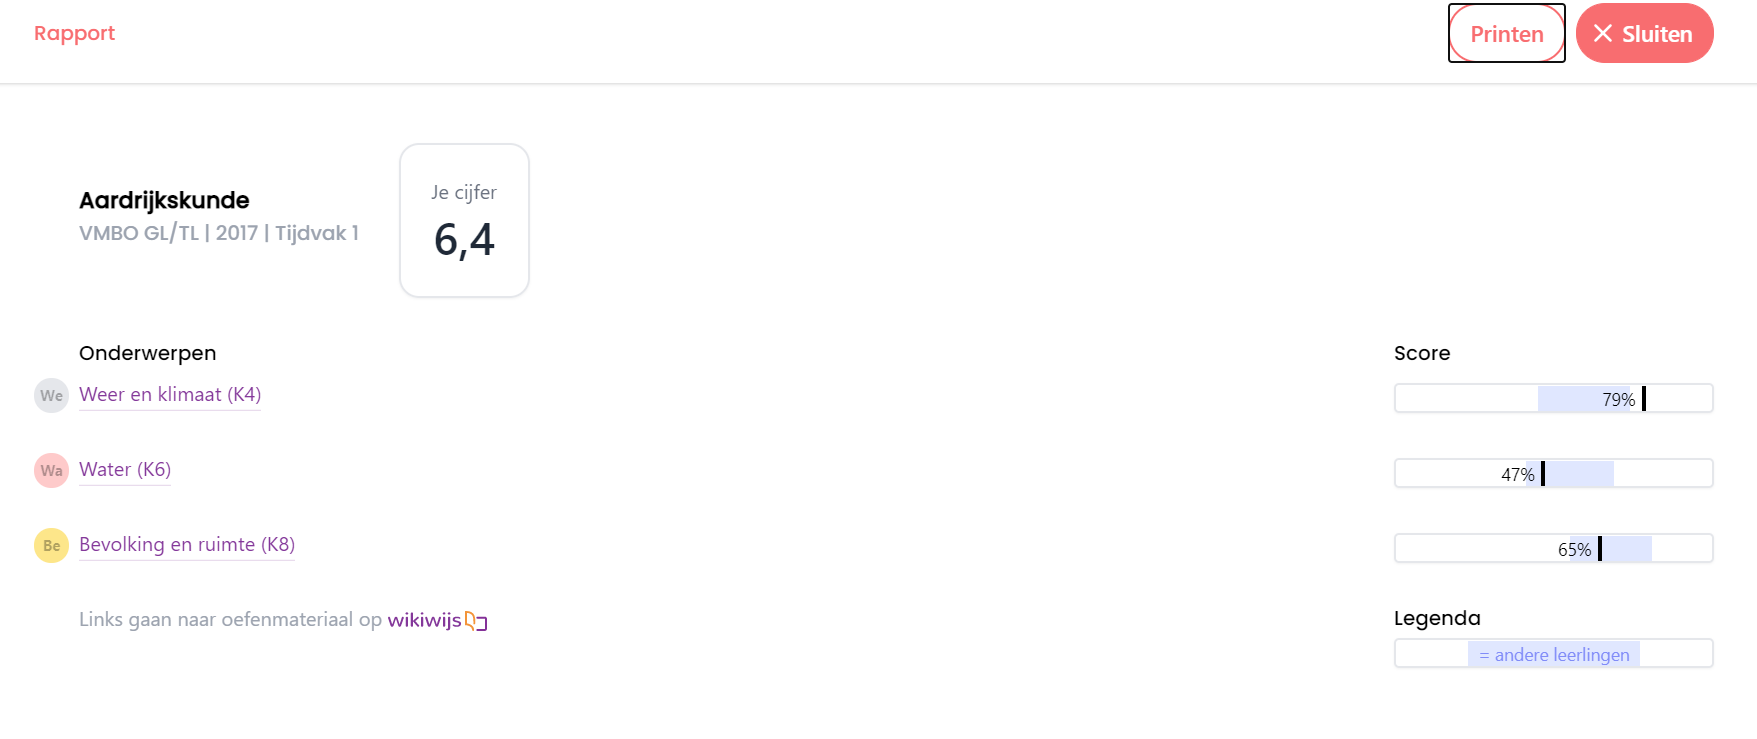 Rapport
Printen
Sluiten
Aardrijkskunde
VMBO GL/TL | 2017 | Tijdvak 1
Je cijfer
6,4
Onderwerpen
Score
We
Weer en klimaat (K4)
79%
Wa
Water (K6)
47%
Be
Bevolking en ruimte (K8)
65%
Links gaan naar oefenmateriaal op wikiwijs
Legenda
= andere leerlingen